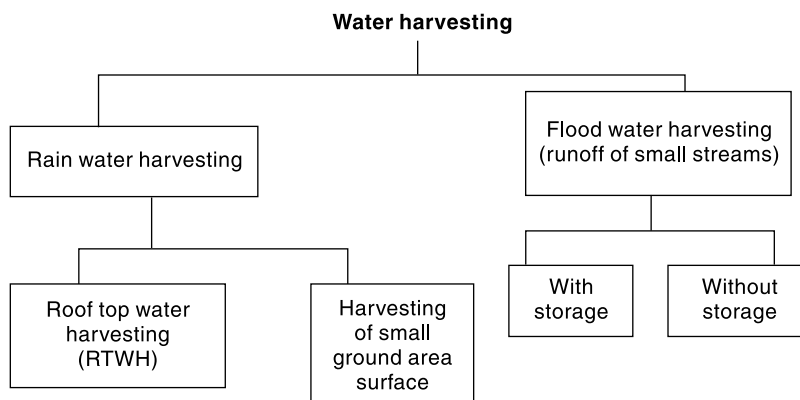 Water harvesting
Rain water harvesting
Flood water harvesting
(runoff of small streams)
Roof top water
harvesting
(RTWH)
Harvesting
of small
ground area
surface
With
storage
Without
storage